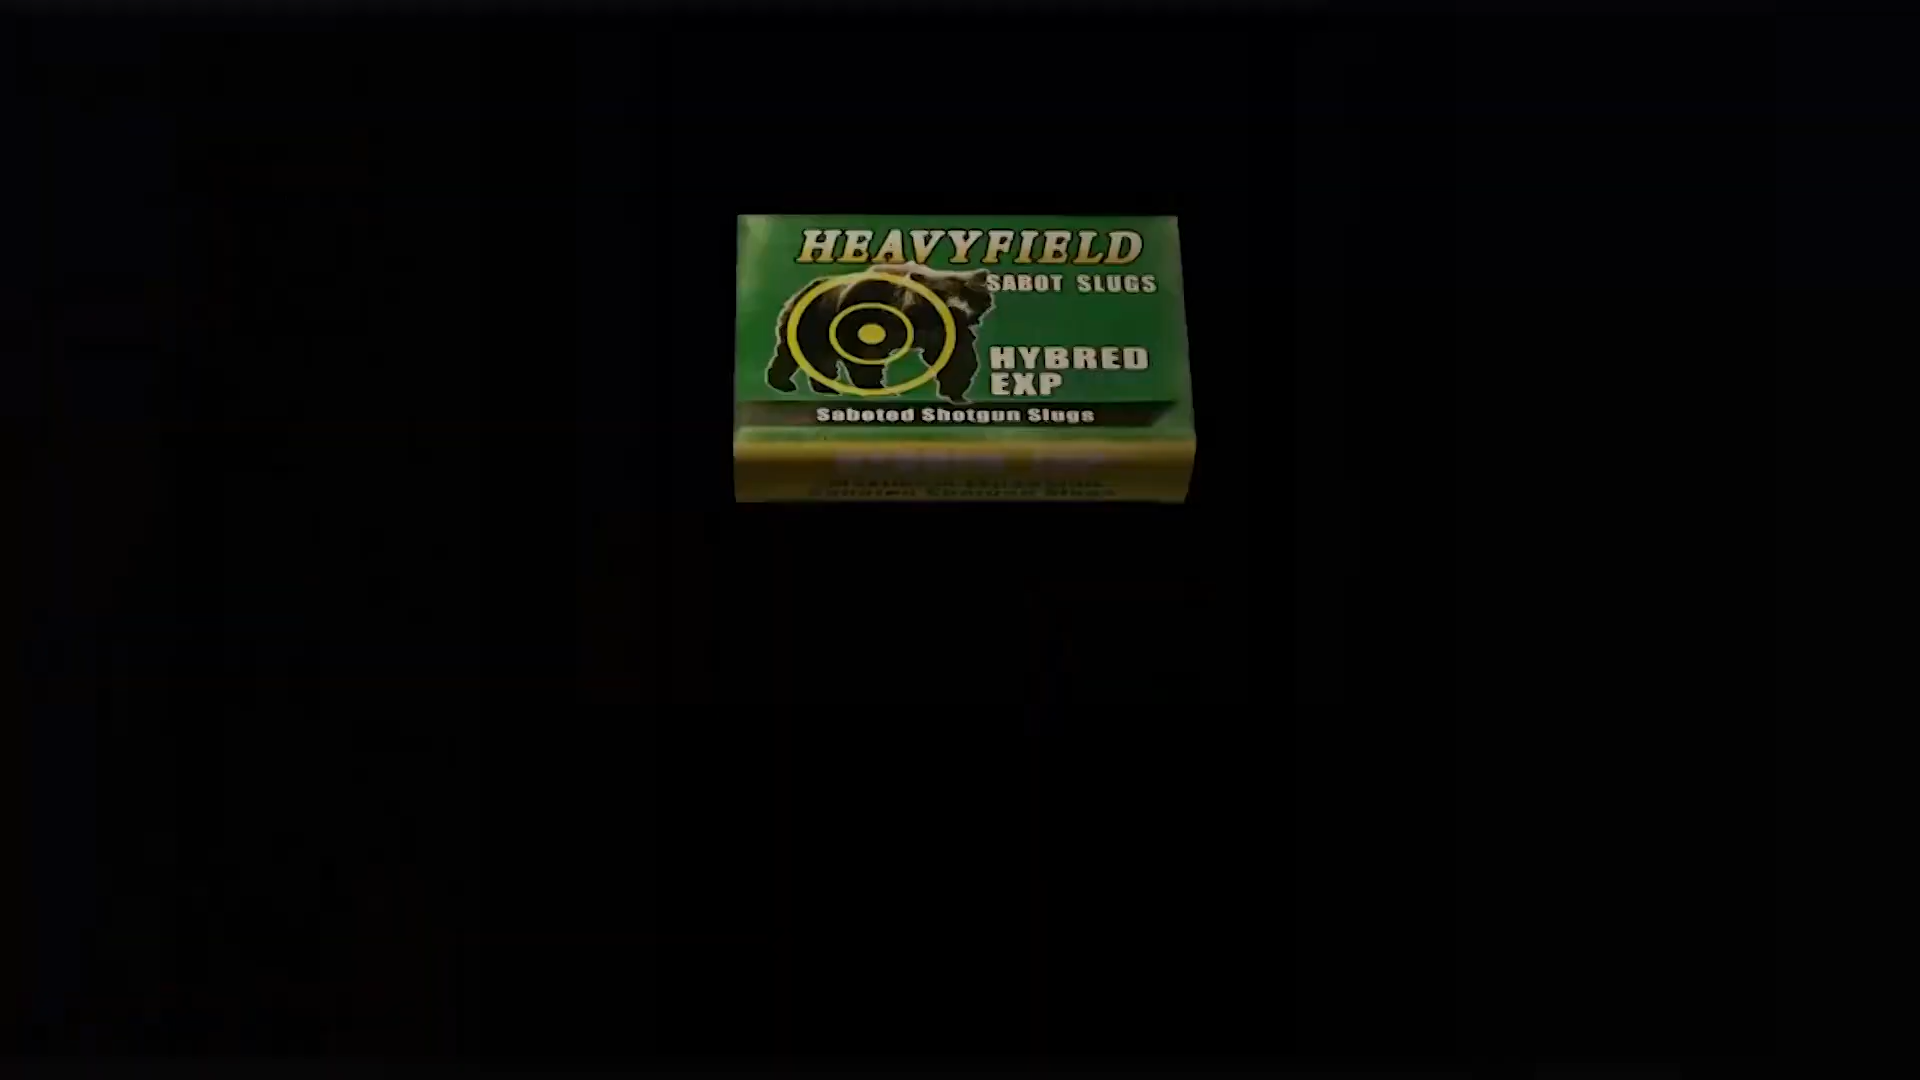 HEAVYFIELD
SABOT SLUGS
HYBRED
EXP
Saboted Shotgun Slugs